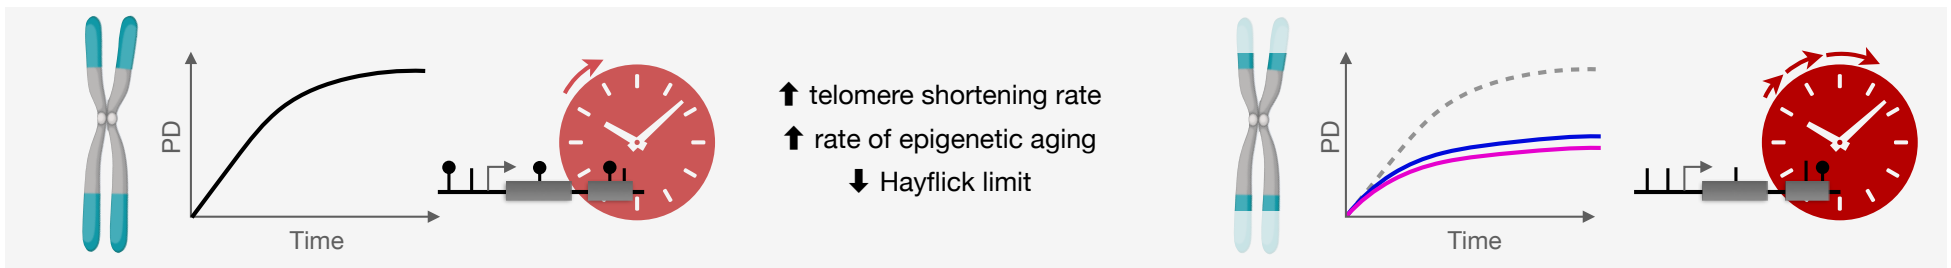 PD
Time
⬆ telomere shortening rate
⬆ rate of epigenetic aging
⬇ Hayflick limit
PD
Time